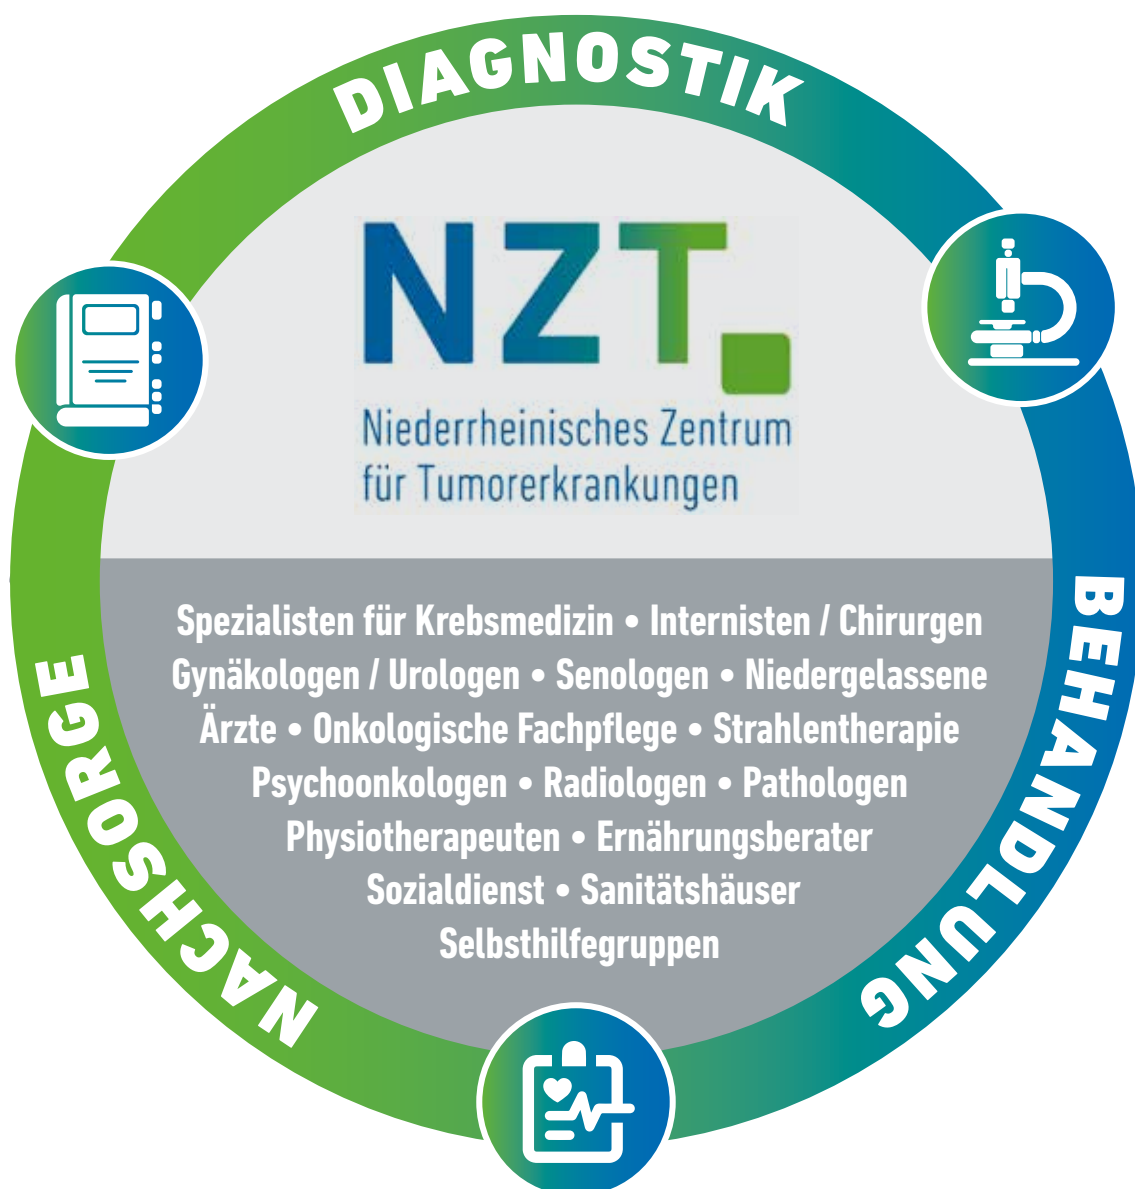 DIAGNOSTIK
NZT.
Niederrheinisches Zentrum
für Tumorerkrankungen
Spezialisten für Krebsmedizin • Internisten / Chirurgen
Gynäkologen / Urologen • Senologen • Niedergelassene
Ärzte • Onkologische Fachpflege • Strahlentherapie
Psychoonkologen • Radiologen • Pathologen
Physiotherapeuten • Ernährungsberater
Sozialdienst • Sanitätshäuser
Selbsthilfegruppen
BEHANDLUNG
NACHSORGE